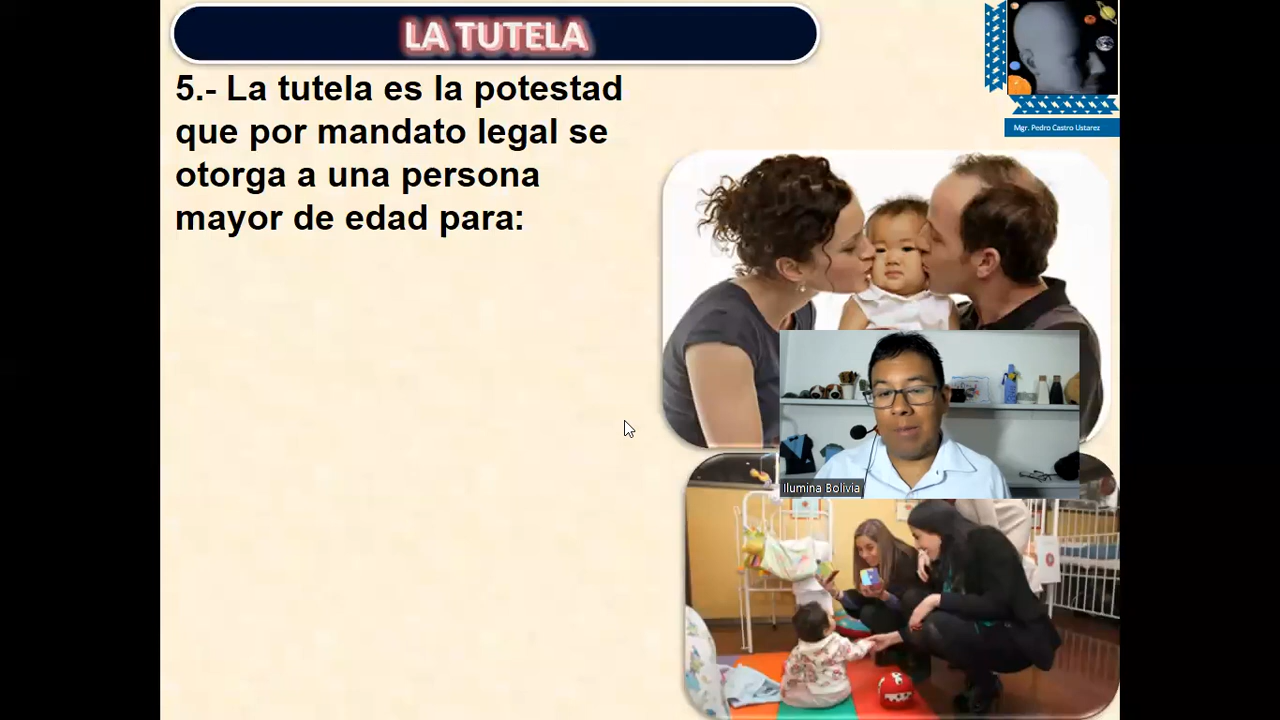 LA TUTELA
5.- La tutela es la potestad
que por mandato legal se
otorga a una persona
mayor de edad para:
Mgr. Pedro Castro Ustarez
Ilumina Bolivia